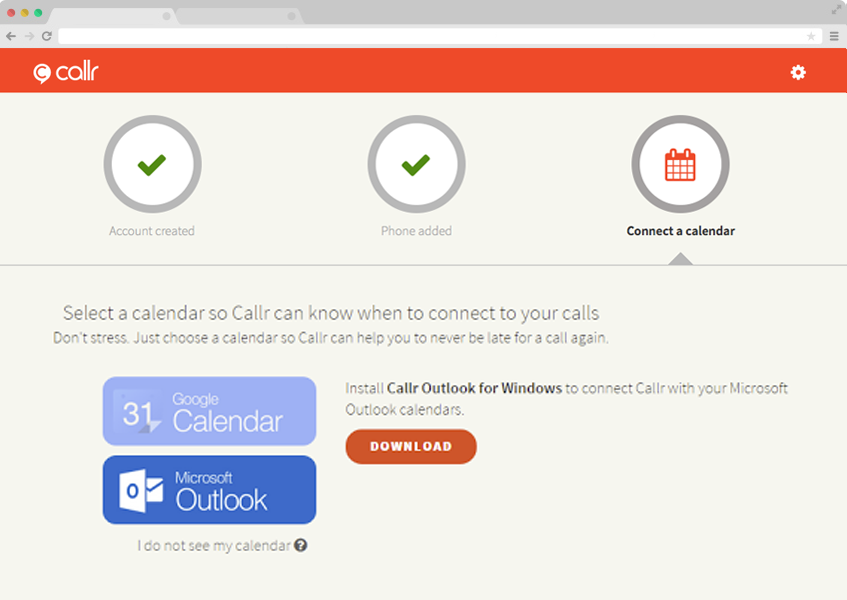 callr
Account created
Phone added
Connect a calendar
Select a calendar so Callr can know when to connect to your calls
Don't stress. Just choose a calendar so Callr can help you to never be late for a call again.
31
Google
Calendar
Microsoft
Outlook
I do not see my calendar ?
Install Callr Outlook for Windows to connect Callr with your Microsoft
Outlook calendars.
DOWNLOAD